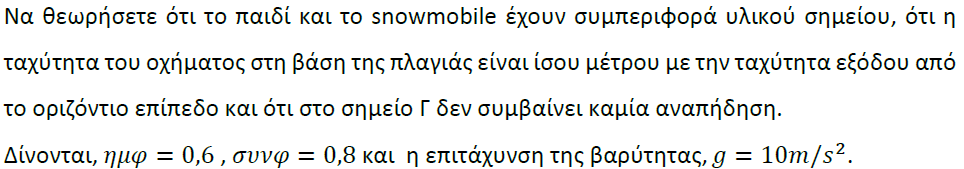 Να θεωρήσετε ότι το παιδί και το snowmobile έχουν συμπεριφορά υλικού σημείου, ότι η
ταχύτητα του οχήματος στη βάση της πλαγιάς είναι ίσου μέτρου με την ταχύτητα εξόδου από
το οριζόντιο επίπεδο και ότι στο σημείο Γ δεν συμβαίνει καμία αναπήδηση.
Δίνονται, ημφ = 0,6 , συνφ = 0,8 και η επιτάχυνση της βαρύτητας, g = 10m/s².